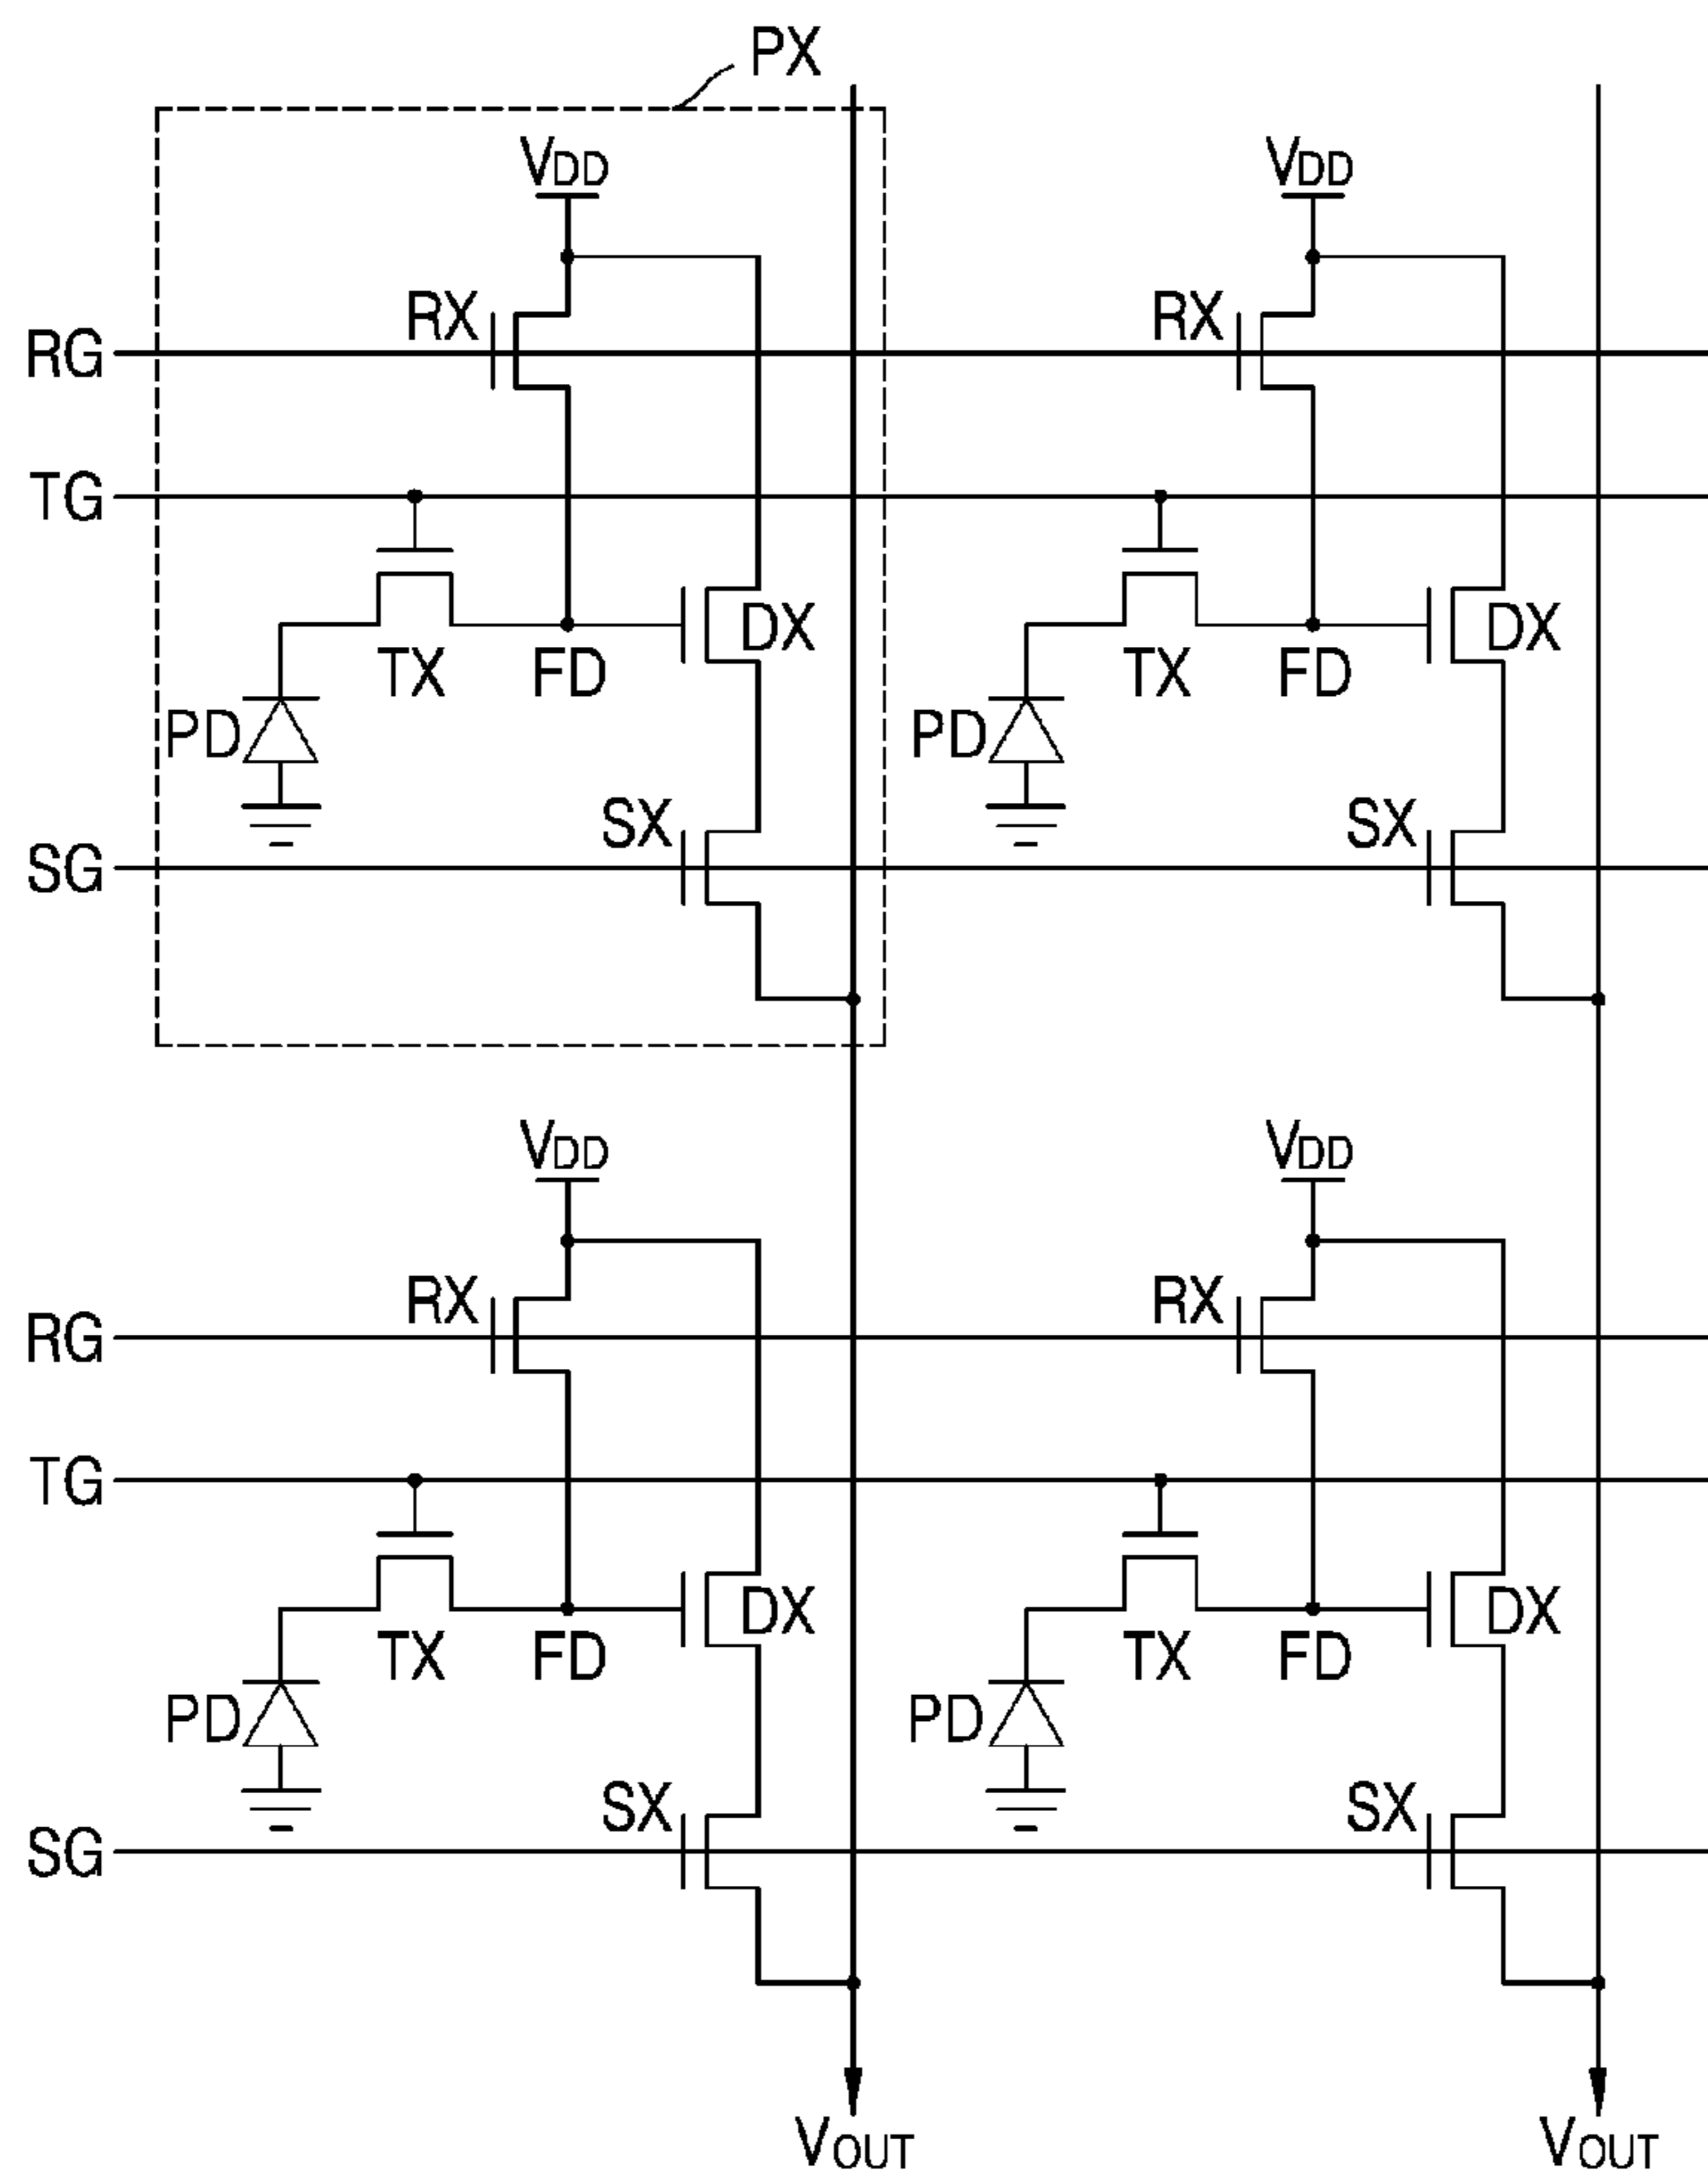 PX
VDD VDD
RX RX
RG
TG
DX DX
TX FD TX FD
PD PD
SX SX
SG
VDD VDD
RX RX
RG
TG
DX DX
TX FD TX FD
PD PD
SX SX
SG
VOUT VOUT